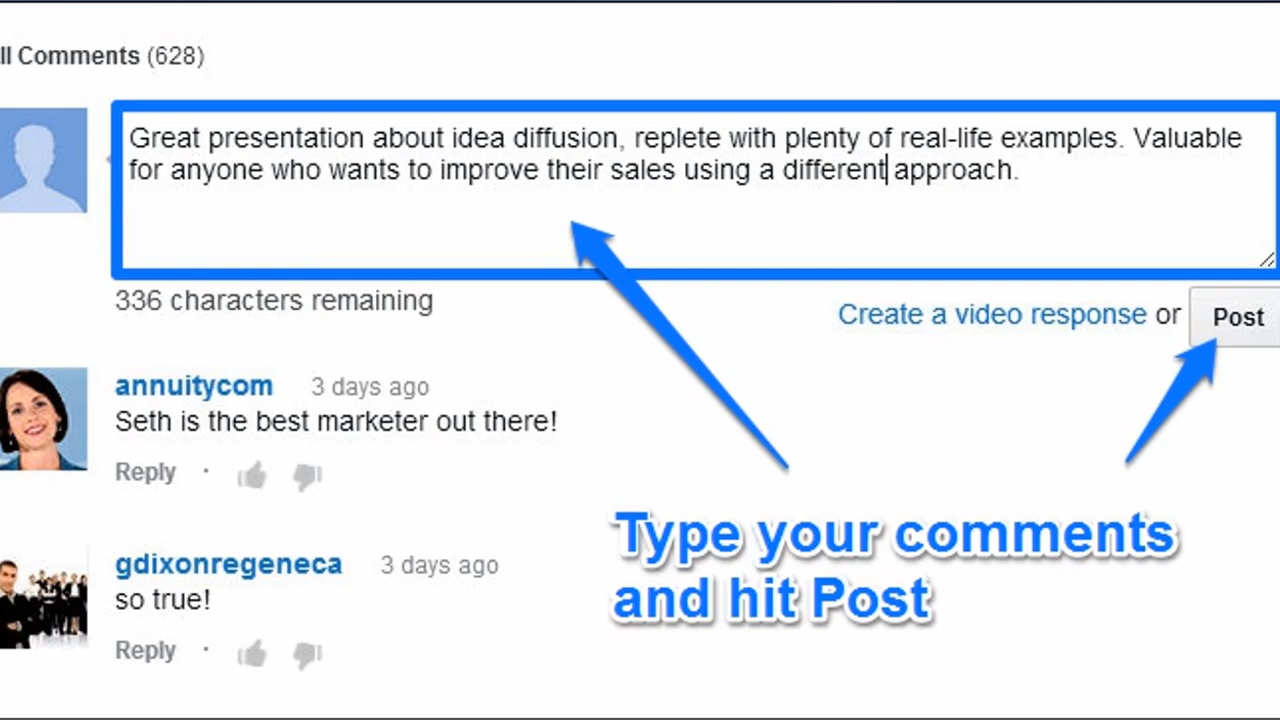 ll Comments (628)
Great presentation about idea diffusion, replete with plenty of real-life examples. Valuable
for anyone who wants to improve their sales using a different approach.
336 characters remaining
Create a video response or Post
annuitycom 3 days ago
Seth is the best marketer out there!
Reply ·
Type your comments
and hit Post
gdixonregeneca 3 days ago
so true!
Reply ·